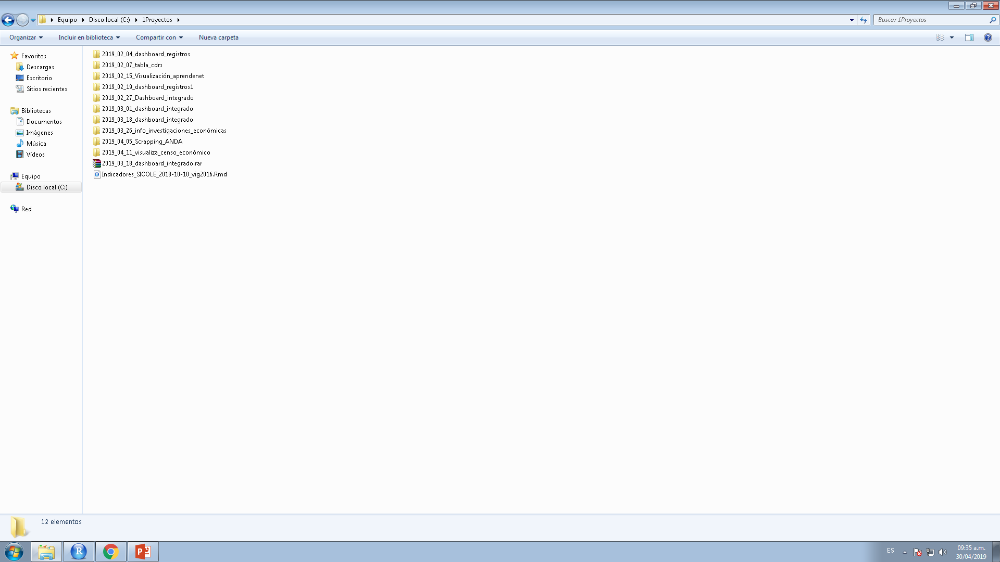 Equipo Disco local (C:) 1Proyectos
Buscar 1Proyectos
Organizar Incluir en biblioteca Compartir con Nueva carpeta
Favoritos
Descargas
Escritorio
Sitios recientes
Bibliotecas
Documentos
Imágenes
Música
Vídeos
Equipo
Disco local (C:)
Red
2019_02_04_dashboard_registros
2019_02_07_tabla_cdrs
2019_02_15_Visualización_aprendenet
2019_02_19_dashboard_registros1
2019_02_27_Dashboard_integrado
2019_03_01_dashboard_integrado
2019_03_18_dashboard_integrado
2019_03_26_info_investigaciones_económicas
2019_04_05_Scrapping_ANDA
2019_04_11_visualiza_censo_económico
2019_03_18_dashboard_integrado.rar
Indicadores_SICOLE_2018-10-10_vig2016.Rmd
12 elementos
R
P
ES
09:35 a.m.
30/04/2019